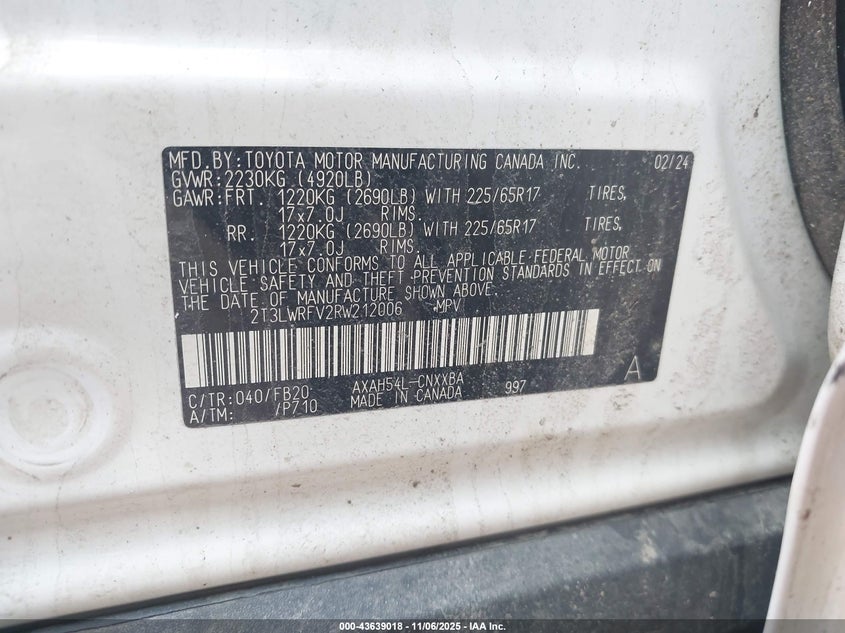 MFD.BY:TOYOTA MOTOR MANUFACTURING CANADA INC. 02/24
GVWR:2230KG (4920LB)
GAWR:FRT. 1220KG (2690LB) WITH 225/65R17 TIRES,
17x7.0J RIMS.
RR. 1220KG (2690LB) WITH 225/65R17 TIRES,
17x7.0J RIMS.
THIS VEHICLE CONFORMS TO ALL APPLICABLE FEDERAL MOTOR
VEHICLE SAFETY AND THEFT PREVENTION STANDARDS IN EFFECT ON
THE DATE OF MANUFACTURE SHOWN ABOVE.
2T3LWRFV2RW212006 MPV
C/TR:040/FB20 AXAH54L-CNXXBA A
A/TM: /P710 MADE IN CANADA 997
000-43639018 - 11/06/2025 - IAA Inc.